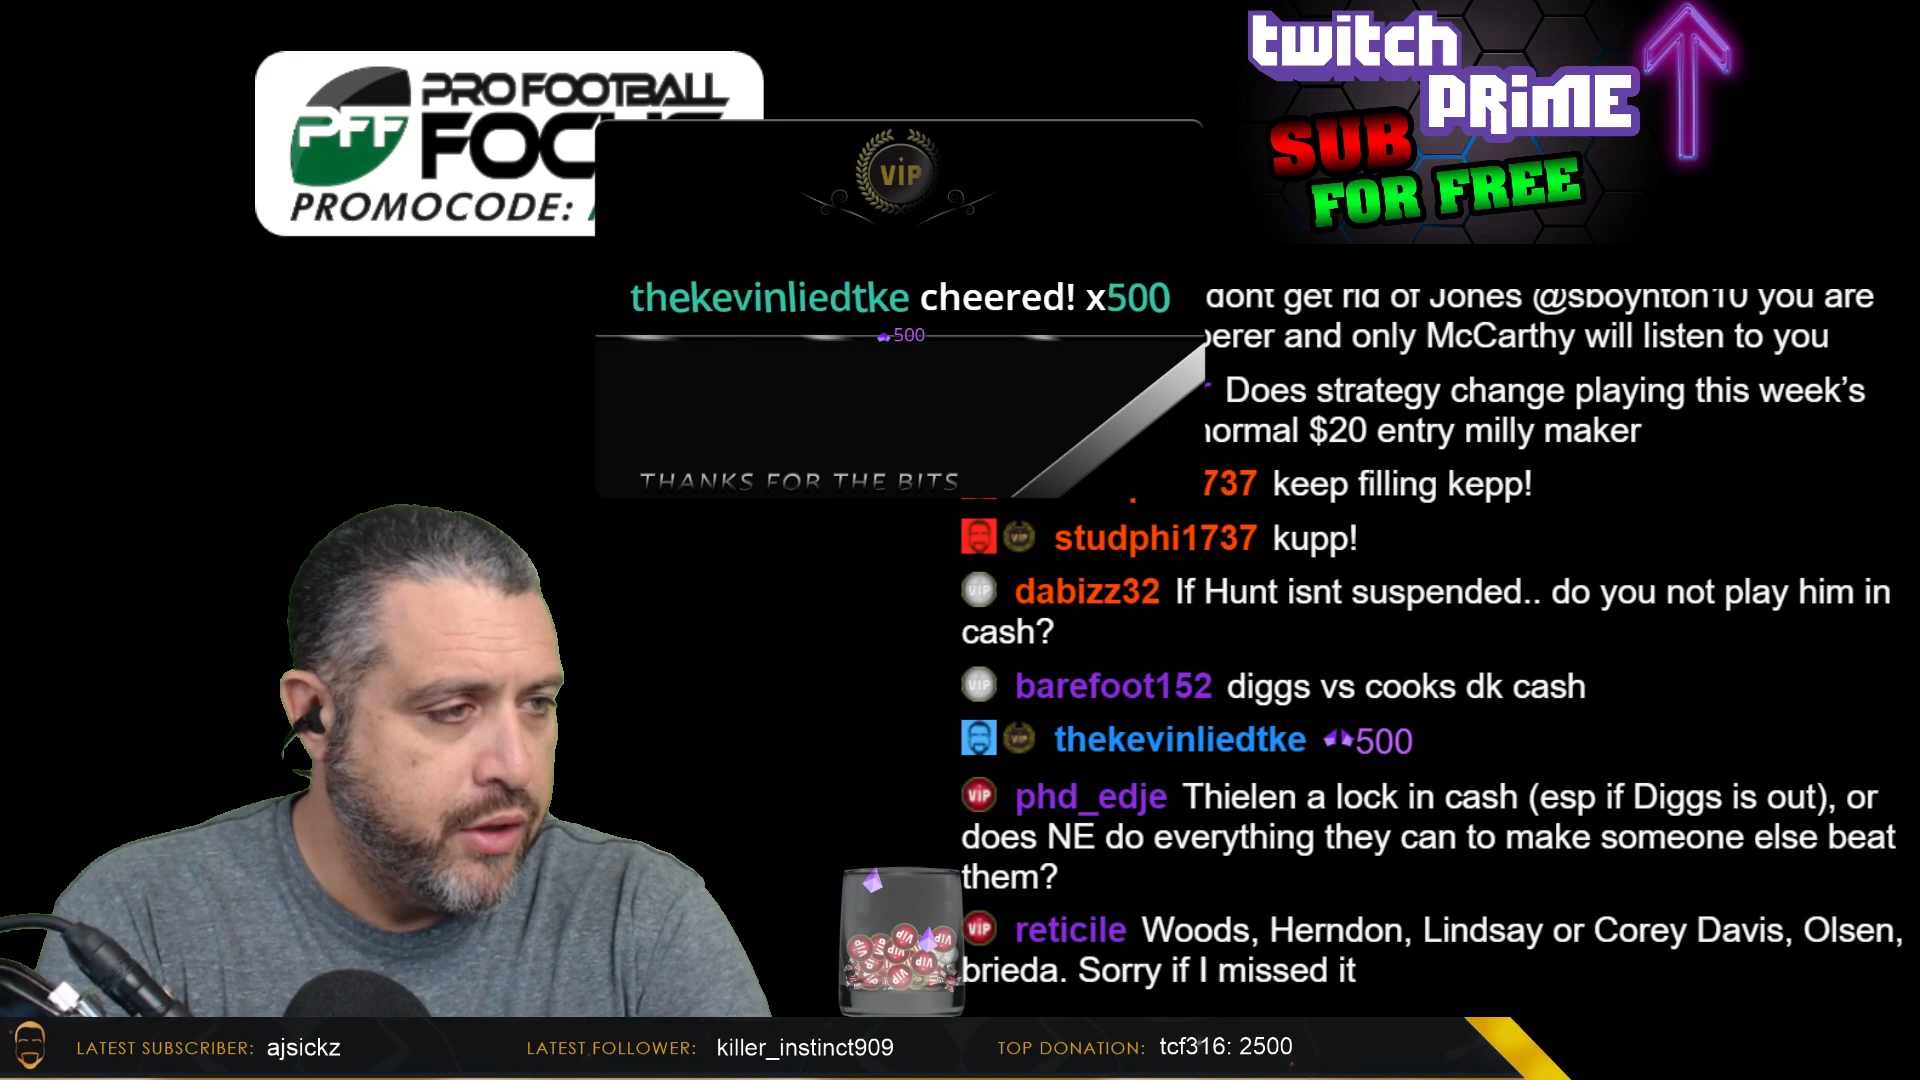 PFF
PRO FOOTBALL
PROMOCODE:
twitch
PRiME
SUB
FOR FREE
VIP
thekevinliedtke cheered! x500
500
THANKS FOR THE BITS
dont get rid of Jones @sboynton10 you are
and only McCarthy will listen to you
Does strategy change playing this week’s
normal $20 entry milly maker
737 keep filling kepp!
studphi1737 kupp!
VIP dabizz32 If Hunt isnt suspended.. do you not play him in
cash?
VIP barefoot152 diggs vs cooks dk cash
thekevinliedtke 500
VIP phd_edje Thielen a lock in cash (esp if Diggs is out), or
does NE do everything they can to make someone else beat
them?
VIP reticile Woods, Herndon, Lindsay or Corey Davis, Olsen,
brieda. Sorry if I missed it
LATEST SUBSCRIBER: ajsickz
LATEST FOLLOWER: killer_instinct909
TOP DONATION: tcf316: 2500